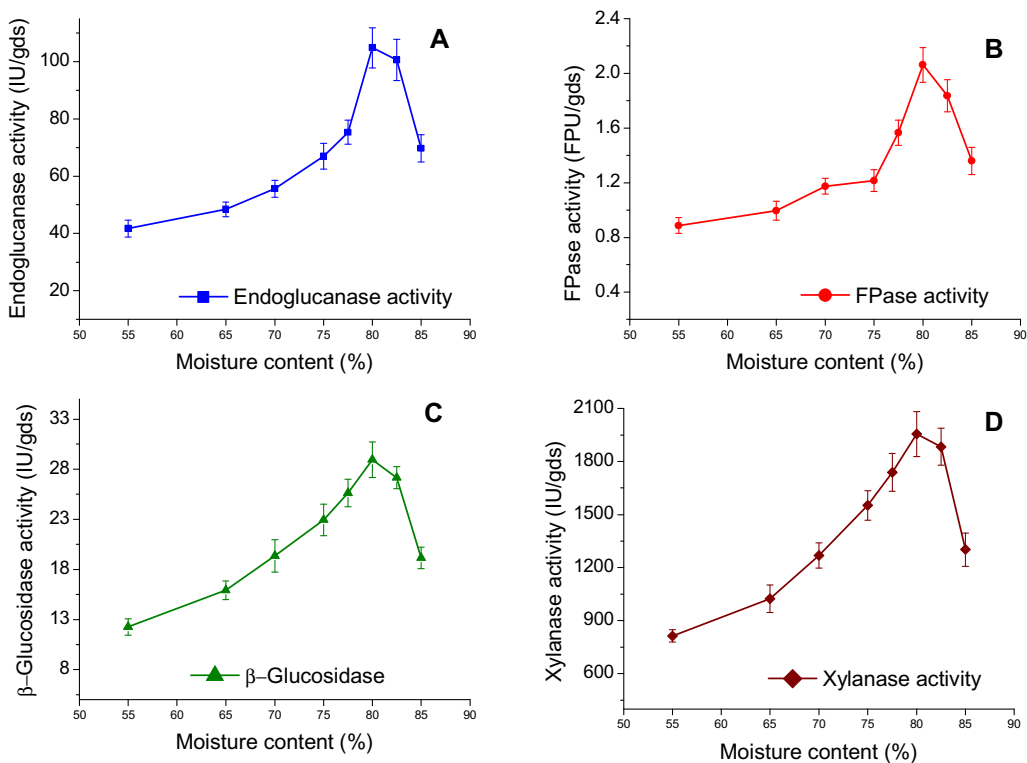 A
Endoglucanase activity (IU/gds)
100
80
60
40
20
Endoglucanase activity
50 55 60 65 70 75 80 85 90
Moisture content (%)
B
FPase activity (FPU/gds)
2.4
2.0
1.6
1.2
0.8
0.4
FPase activity
50 55 60 65 70 75 80 85 90
Moisture content (%)
C
β–Glucosidase activity (IU/gds)
33
28
23
18
13
8
β–Glucosidase
50 55 60 65 70 75 80 85 90
Moisture content (%)
D
Xylanase activity (IU/gds)
2100
1800
1500
1200
900
600
Xylanase activity
50 55 60 65 70 75 80 85 90
Moisture content (%)